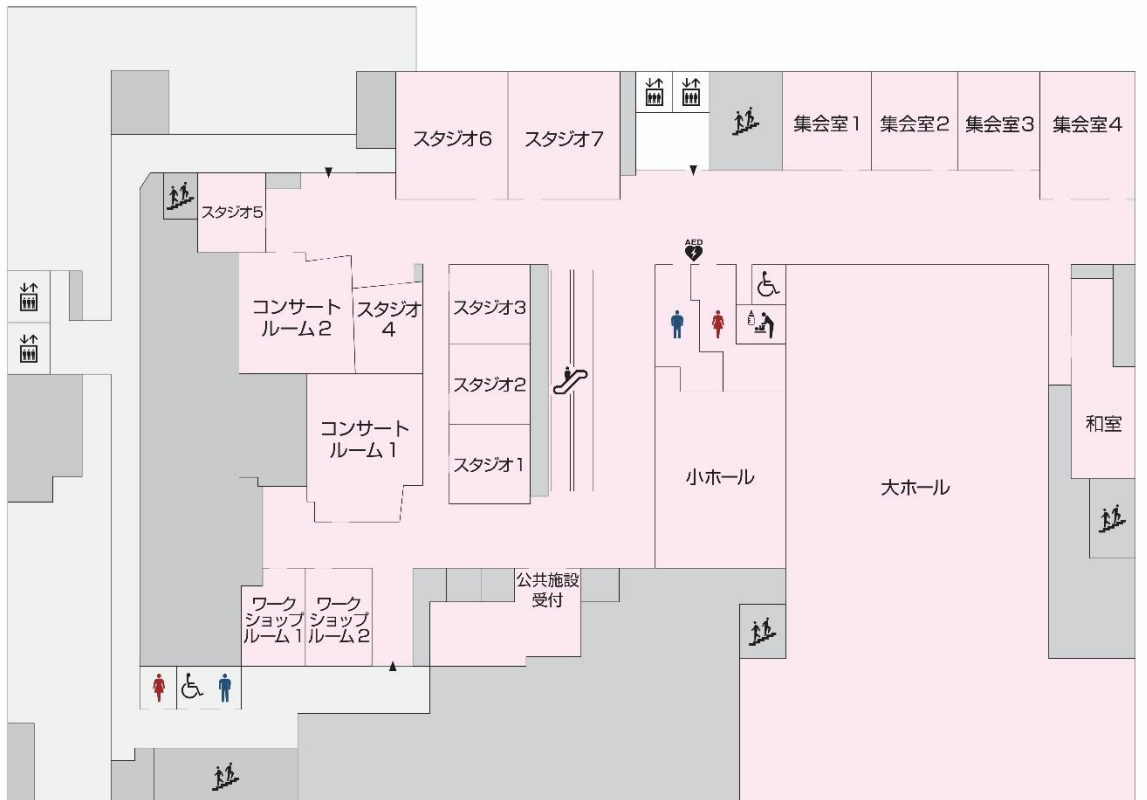 スタジオ6
スタジオ7
集会室1
集会室2
集会室3
集会室4
スタジオ5
AED
コンサート
ルーム2
スタジオ
4
スタジオ3
スタジオ2
コンサート
ルーム1
スタジオ1
小ホール
大ホール
和室
公共施設
受付
ワーク
ショップ
ルーム1
ワーク
ショップ
ルーム2